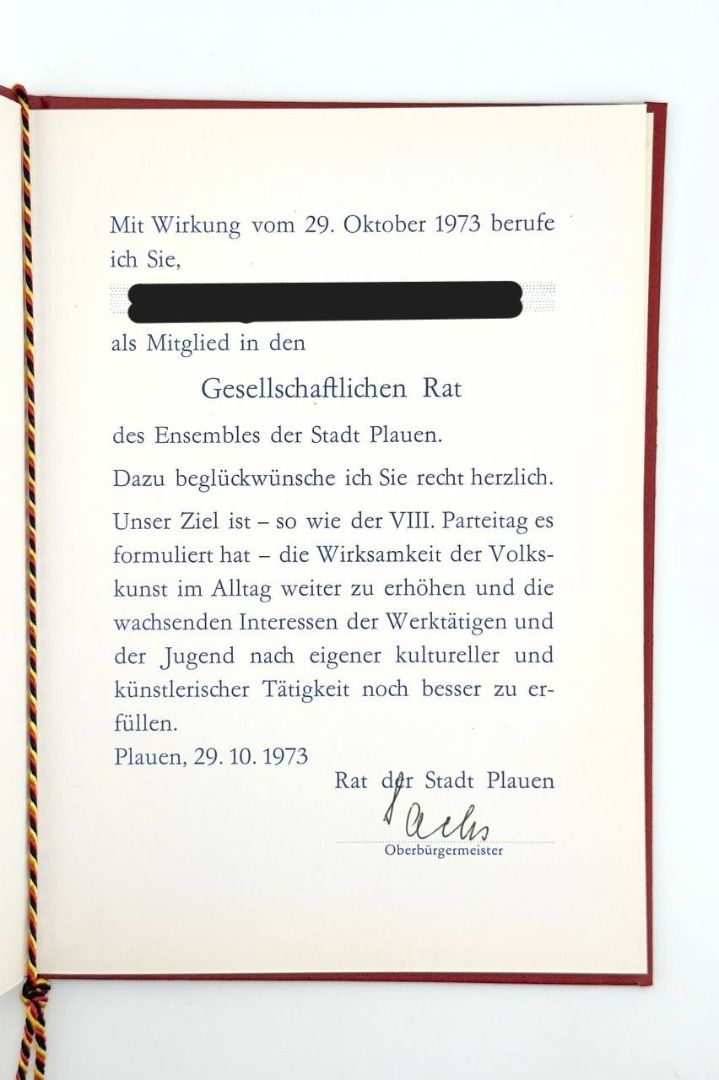 Mit Wirkung vom 29. Oktober 1973 berufe
ich Sie,
als Mitglied in den
Gesellschaftlichen Rat
des Ensembles der Stadt Plauen.
Dazu beglückwünsche ich Sie recht herzlich.
Unser Ziel ist – so wie der VIII. Parteitag es
formuliert hat – die Wirksamkeit der Volks-
kunst im Alltag weiter zu erhöhen und die
wachsenden Interessen der Werktätigen und
der Jugend nach eigener kultureller und
künstlerischer Tätigkeit noch besser zu er-
füllen.
Plauen, 29. 10. 1973
Rat der Stadt Plauen
Sachs
Oberbürgermeister